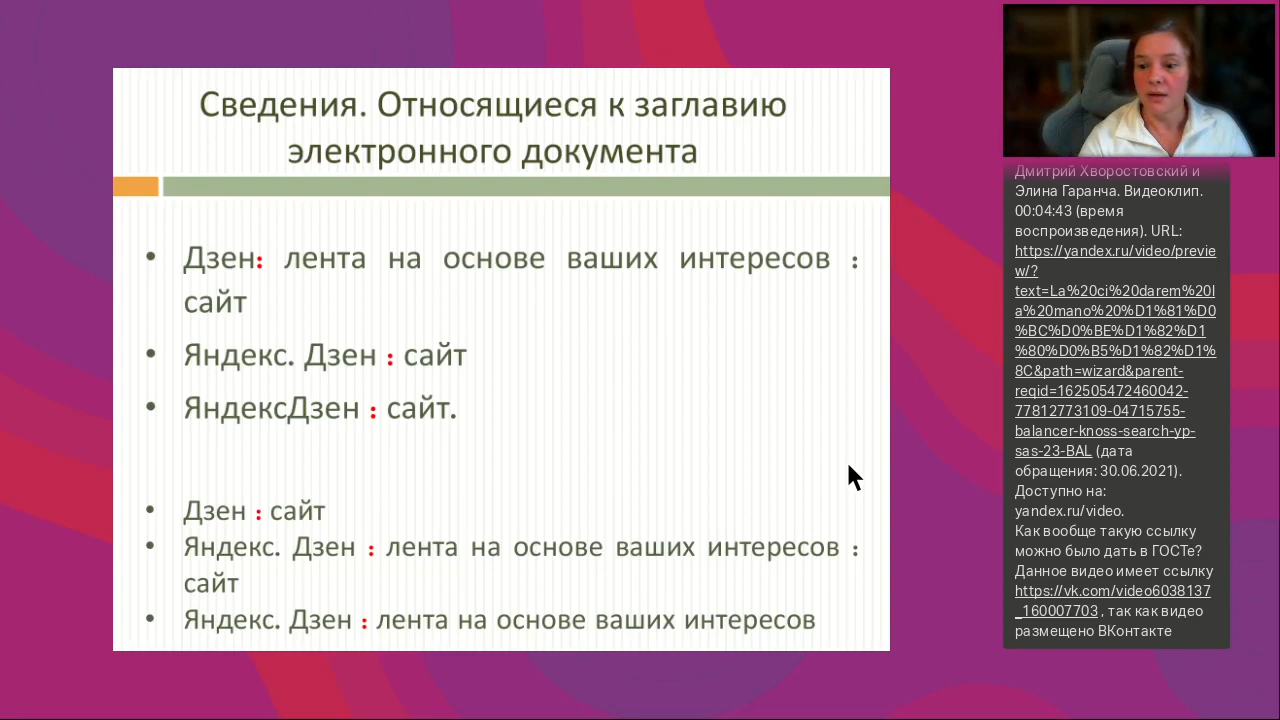 Сведения. Относящиеся к заглавию
электронного документа
• Дзен: лента на основе ваших интересов :
сайт
• Яндекс. Дзен : сайт
• ЯндексДзен : сайт.
• Дзен : сайт
• Яндекс. Дзен : лента на основе ваших интересов :
сайт
• Яндекс. Дзен : лента на основе ваших интересов
Дмитрий Хворостовский и
Элина Гаранча. Видеоклип.
00:04:43 (время
воспроизведения). URL:
https://yandex.ru/video/previe
w/?
text=La%20ci%20darem%20l
a%20mano%20%D1%81%D0
%BC%D0%BE%D1%82%D1
%80%D0%B5%D1%82%D1%
8C&path=wizard&parent-
reqid=162505472460042-
77812773109-04715755-
balancer-knoss-search-yp-
sas-23-BAL (дата
обращения: 30.06.2021).
Доступно на:
yandex.ru/video.
Как вообще такую ссылку
можно было дать в ГОСТе?
Данное видео имеет ссылку
https://vk.com/video6038137
_160007703 , так как видео
размещено ВКонтакте